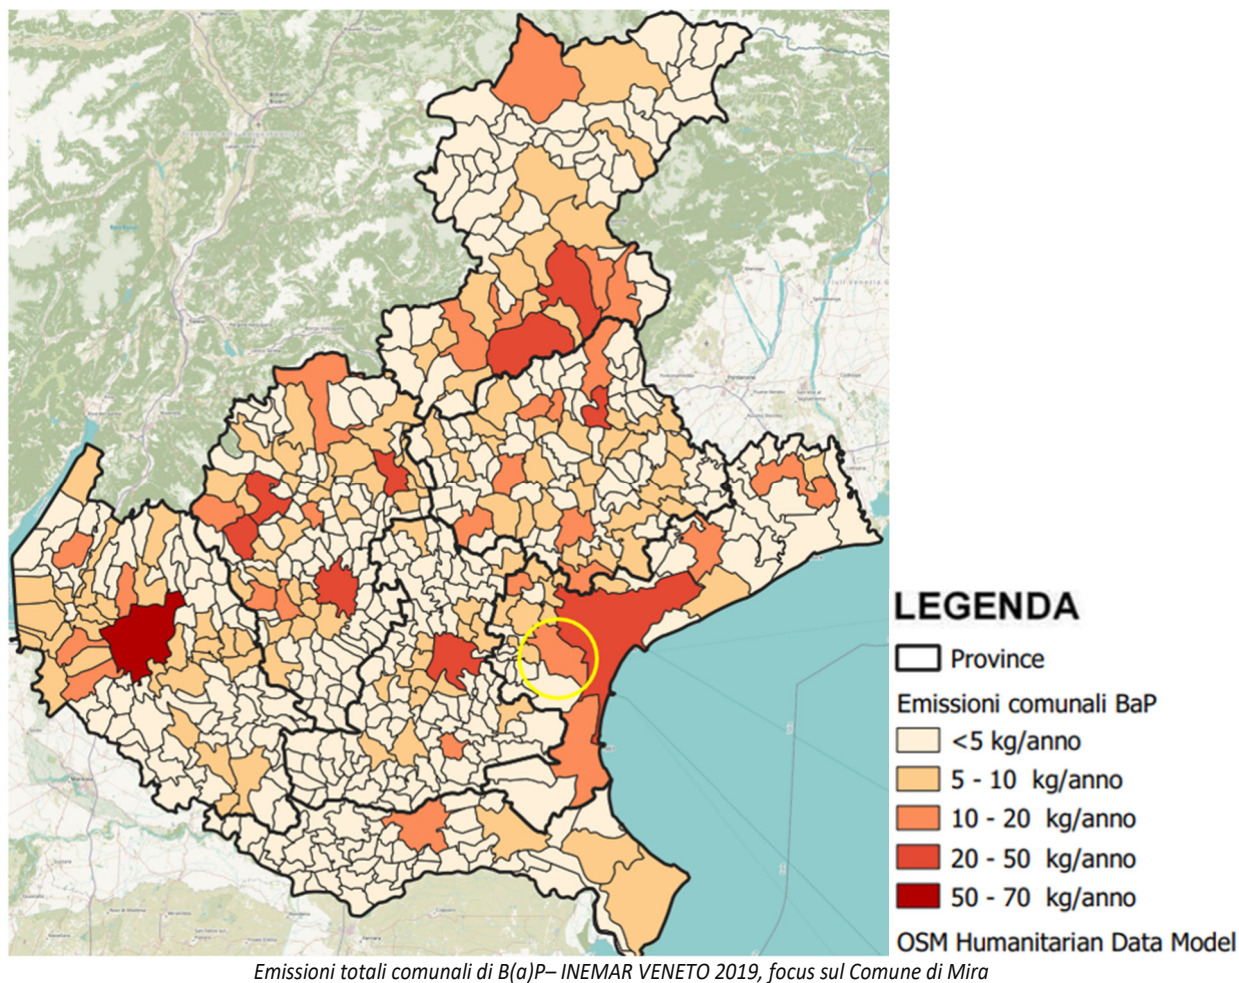 LEGENDA
Province
Emissioni comunali BaP
<5 kg/anno
5 - 10 kg/anno
10 - 20 kg/anno
20 - 50 kg/anno
50 - 70 kg/anno
OSM Humanitarian Data Model
Emissioni totali comunali di B(a)P– INEMAR VENETO 2019, focus sul Comune di Mira